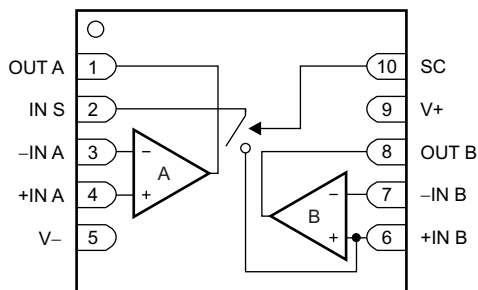 OUT A 1
IN S 2
–IN A 3
+IN A 4
V– 5
10 SC
9 V+
8 OUT B
7 –IN B
6 +IN B
– A +
– B +